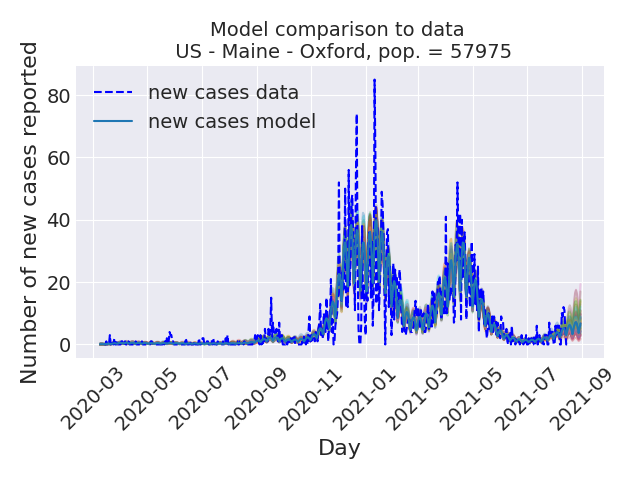 Model comparison to data
US - Maine - Oxford, pop. = 57975
Number of new cases reported
80
60
40
20
0
new cases data
new cases model
2020-03
2020-05
2020-07
2020-09
2020-11
2021-01
2021-03
2021-05
2021-07
2021-09
Day